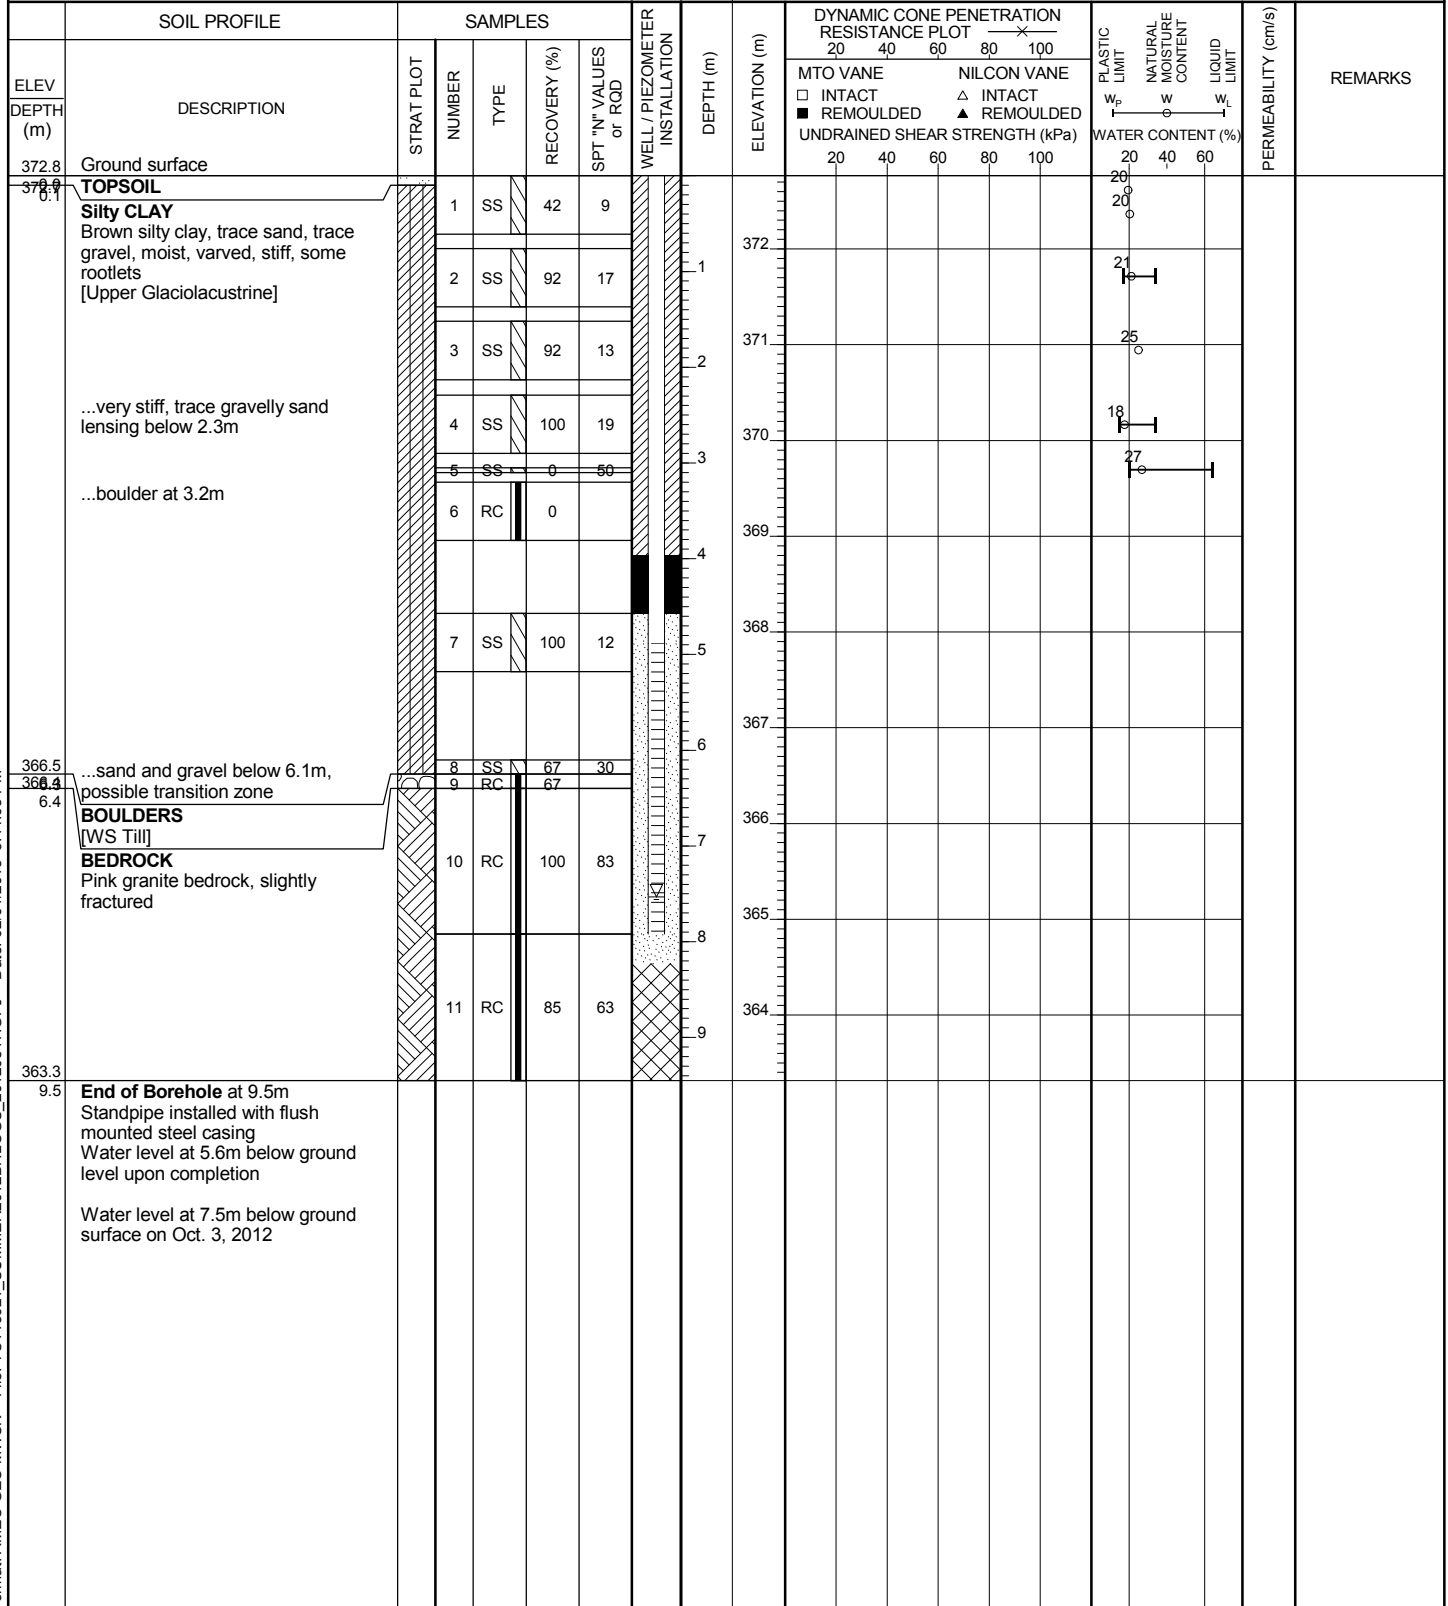 SOIL PROFILE
SAMPLES
ELEV
DEPTH
(m)
DESCRIPTION
STRAT PLOT
NUMBER
TYPE
RECOVERY (%)
SPT "N" VALUES
or RQD
WELL / PIEZOMETER
INSTALLATION
DEPTH (m)
ELEVATION (m)
DYNAMIC CONE PENETRATION
RESISTANCE PLOT
20 40 60 80 100
MTO VANE NILCON VANE
□ INTACT △ INTACT
■ REMOULDED ▲ REMOULDED
UNDRAINED SHEAR STRENGTH (kPa)
20 40 60 80 100
PLASTIC
LIMIT
NATURAL
MOISTURE
CONTENT
LIQUID
LIMIT
WP W WL
WATER CONTENT (%)
20 40 60
PERMEABILITY (cm/s)
REMARKS
372.8 Ground surface
0.1
TOPSOIL
Silty CLAY
Brown silty clay, trace sand, trace
gravel, moist, varved, stiff, some
rootlets
[Upper Glaciolacustrine]
...very stiff, trace gravelly sand
lensing below 2.3m
...boulder at 3.2m
366.5
...sand and gravel below 6.1m,
possible transition zone
6.4
BOULDERS
[WS Till]
BEDROCK
Pink granite bedrock, slightly
fractured
363.3
9.5
End of Borehole at 9.5m
Standpipe installed with flush
mounted steel casing
Water level at 5.6m below ground
level upon completion
Water level at 7.5m below ground
surface on Oct. 3, 2012
1 SS 42 9
2 SS 92 17
3 SS 92 13
4 SS 100 19
5 SS 0 50
6 RC 0
7 SS 100 12
8 SS 67 30
9 RC 67
10 RC 100 83
11 RC 85 63
1
2
3
4
5
6
7
8
9
372
371
370
369
368
367
366
365
364
20
20
21
25
18
27